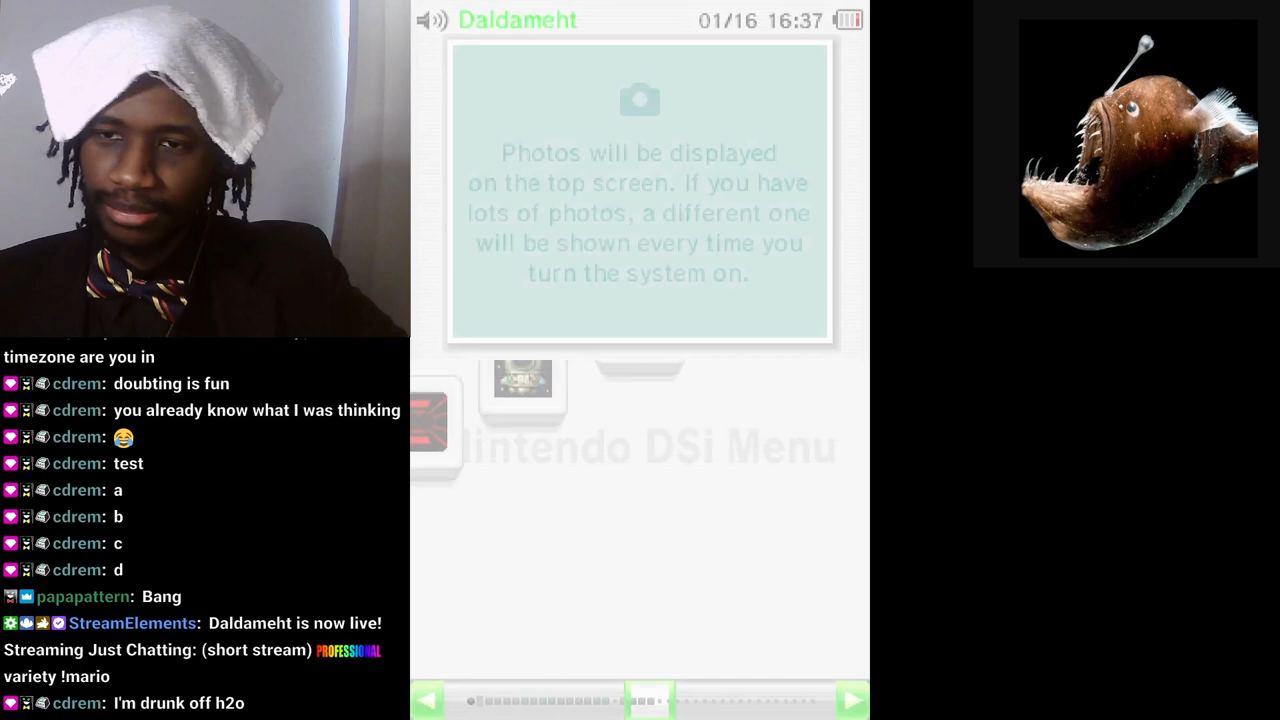 Daldameht 01/16 16:37
Photos will be displayed
on the top screen. If you have
lots of photos, a different one
will be shown every time you
turn the system on.
Nintendo DSi Menu
timezone are you in
cdrem: doubting is fun
cdrem: you already know what I was thinking
cdrem: 😂
cdrem: test
cdrem: a
cdrem: b
cdrem: c
cdrem: d
papapattern: Bang
StreamElements: Daldameht is now live!
Streaming Just Chatting: (short stream) PROFESSIONAL
variety !mario
cdrem: I'm drunk off h2o